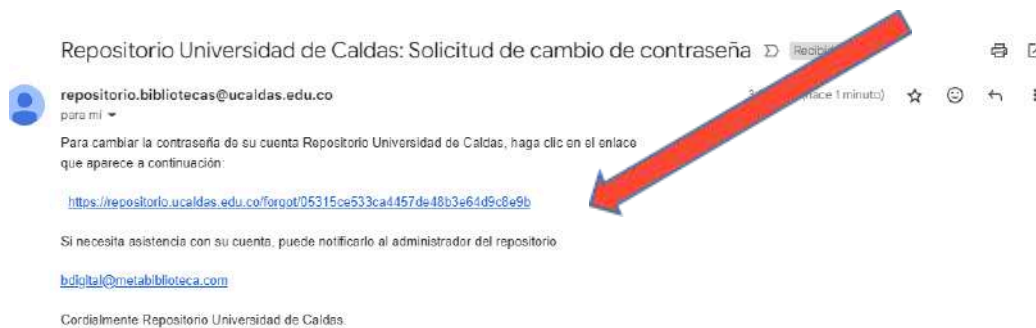 Repositorio Universidad de Caldas: Solicitud de cambio de contraseña
repositorio.bibliotecas@ucaldas.edu.co
(hace 1 minuto)
para mí
Para cambiar la contraseña de su cuenta Repositorio Universidad de Caldas, haga clic en el enlace
que aparece a continuación:
https://repositorio.ucaldas.edu.co/forgot/05315ce533ca4457de48b3e64d9c8e9b
Si necesita asistencia con su cuenta, puede notificarlo al administrador del repositorio
bdigital@metabiblioteca.com
Cordialmente Repositorio Universidad de Caldas.